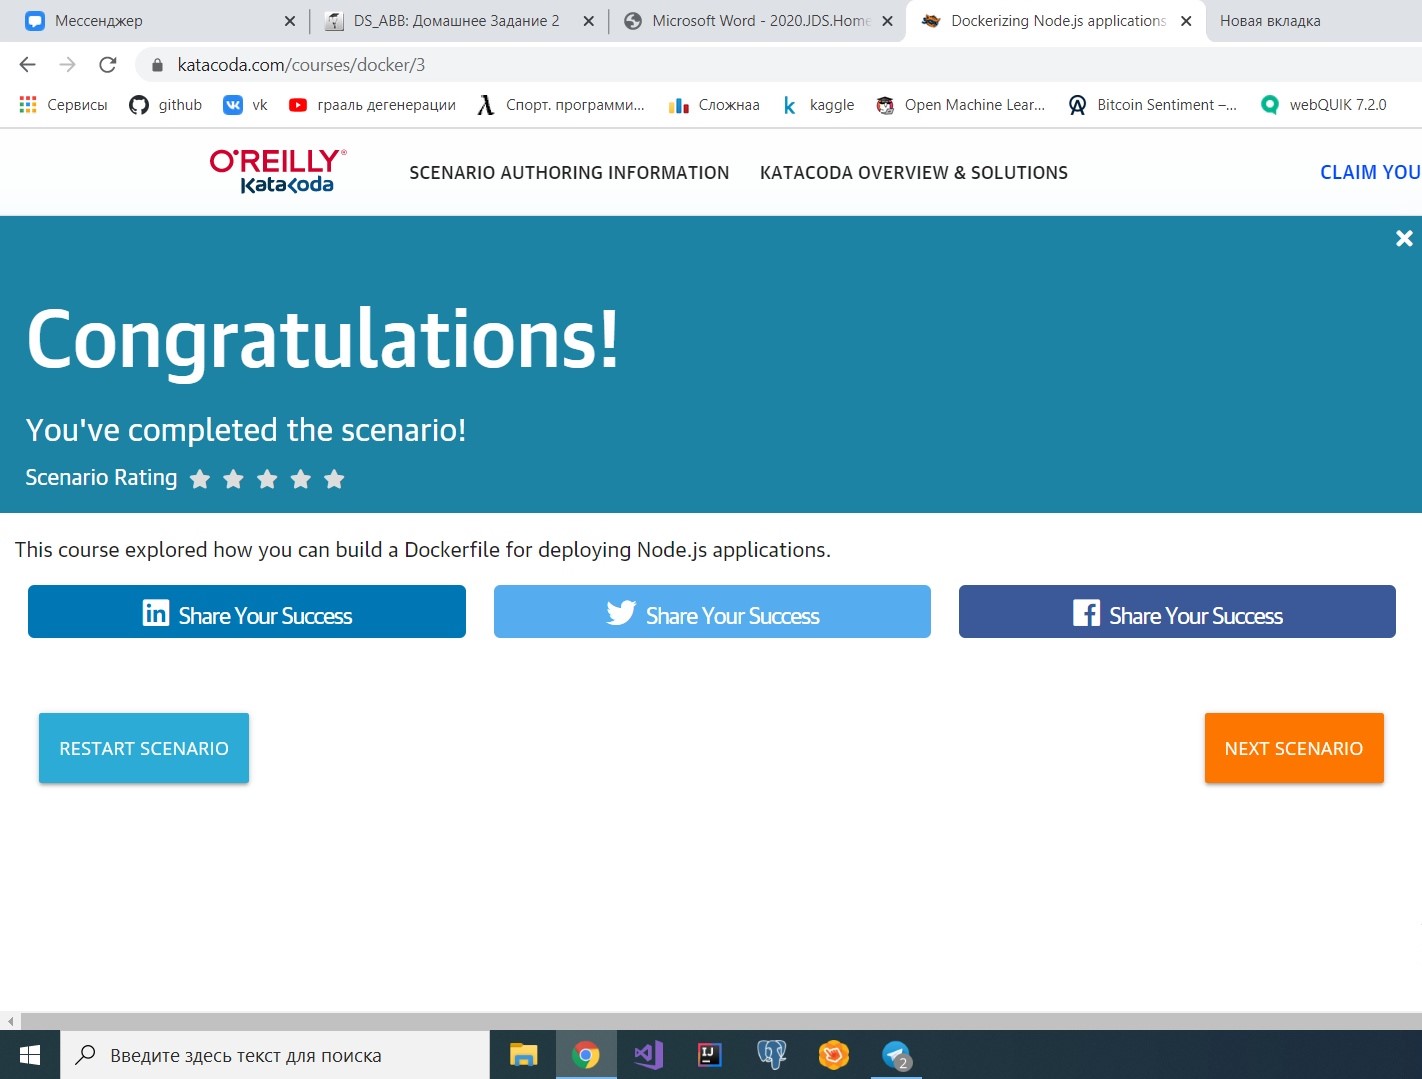 Мессенджер
DS_ABB: Домашнее Задание 2
Microsoft Word - 2020.JDS.Home
Dockerizing Node.js applications
Новая вкладка
katacoda.com/courses/docker/3
Сервисы
github
vk
грааль дегенерации
Спорт. программи...
Сложнаа
kaggle
Open Machine Lear...
Bitcoin Sentiment –...
webQUIK 7.2.0
O'REILLY®
Katacoda
SCENARIO AUTHORING INFORMATION
KATACODA OVERVIEW & SOLUTIONS
CLAIM YOU
Congratulations!
You've completed the scenario!
Scenario Rating
This course explored how you can build a Dockerfile for deploying Node.js applications.
in Share Your Success
Share Your Success
f Share Your Success
RESTART SCENARIO
NEXT SCENARIO
Введите здесь текст для поиска
IJ
2